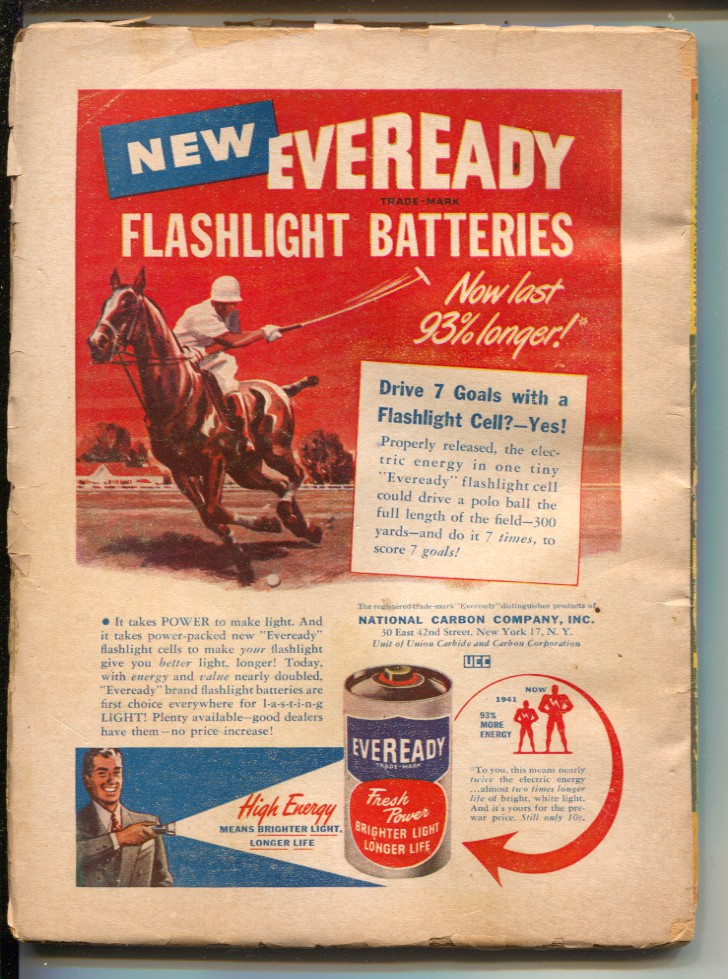 NEW EVEREADY
TRADE-MARK
FLASHLIGHT BATTERIES
Now last
93% longer!*
Drive 7 Goals with a
Flashlight Cell?—Yes!
Properly released, the elec-
tric energy in one tiny
"Eveready" flashlight cell
could drive a polo ball the
full length of the field—300
yards—and do it 7 times, to
score 7 goals!
• It takes POWER to make light. And
it takes power-packed new "Eveready"
flashlight cells to make your flashlight
give you better light, longer! Today,
with energy and value nearly doubled,
"Eveready" brand flashlight batteries are
first choice everywhere for l-a-s-t-i-n-g
LIGHT! Plenty available—good dealers
have them—no price increase!
The registered trade-mark "Eveready" distinguishes products of
NATIONAL CARBON COMPANY, INC.
30 East 42nd Street, New York 17, N. Y.
Unit of Union Carbide and Carbon Corporation
UCC
EVEREADY
TRADE-MARK
Fresh
Power
BRIGHTER LIGHT
LONGER LIFE
1941
NOW
93%
MORE
ENERGY
*To you, this means nearly
twice the electric energy
...almost two times longer
life of bright, white light.
And it's yours for the pre-
war price. Still only 10¢.
High Energy
MEANS BRIGHTER LIGHT,
LONGER LIFE